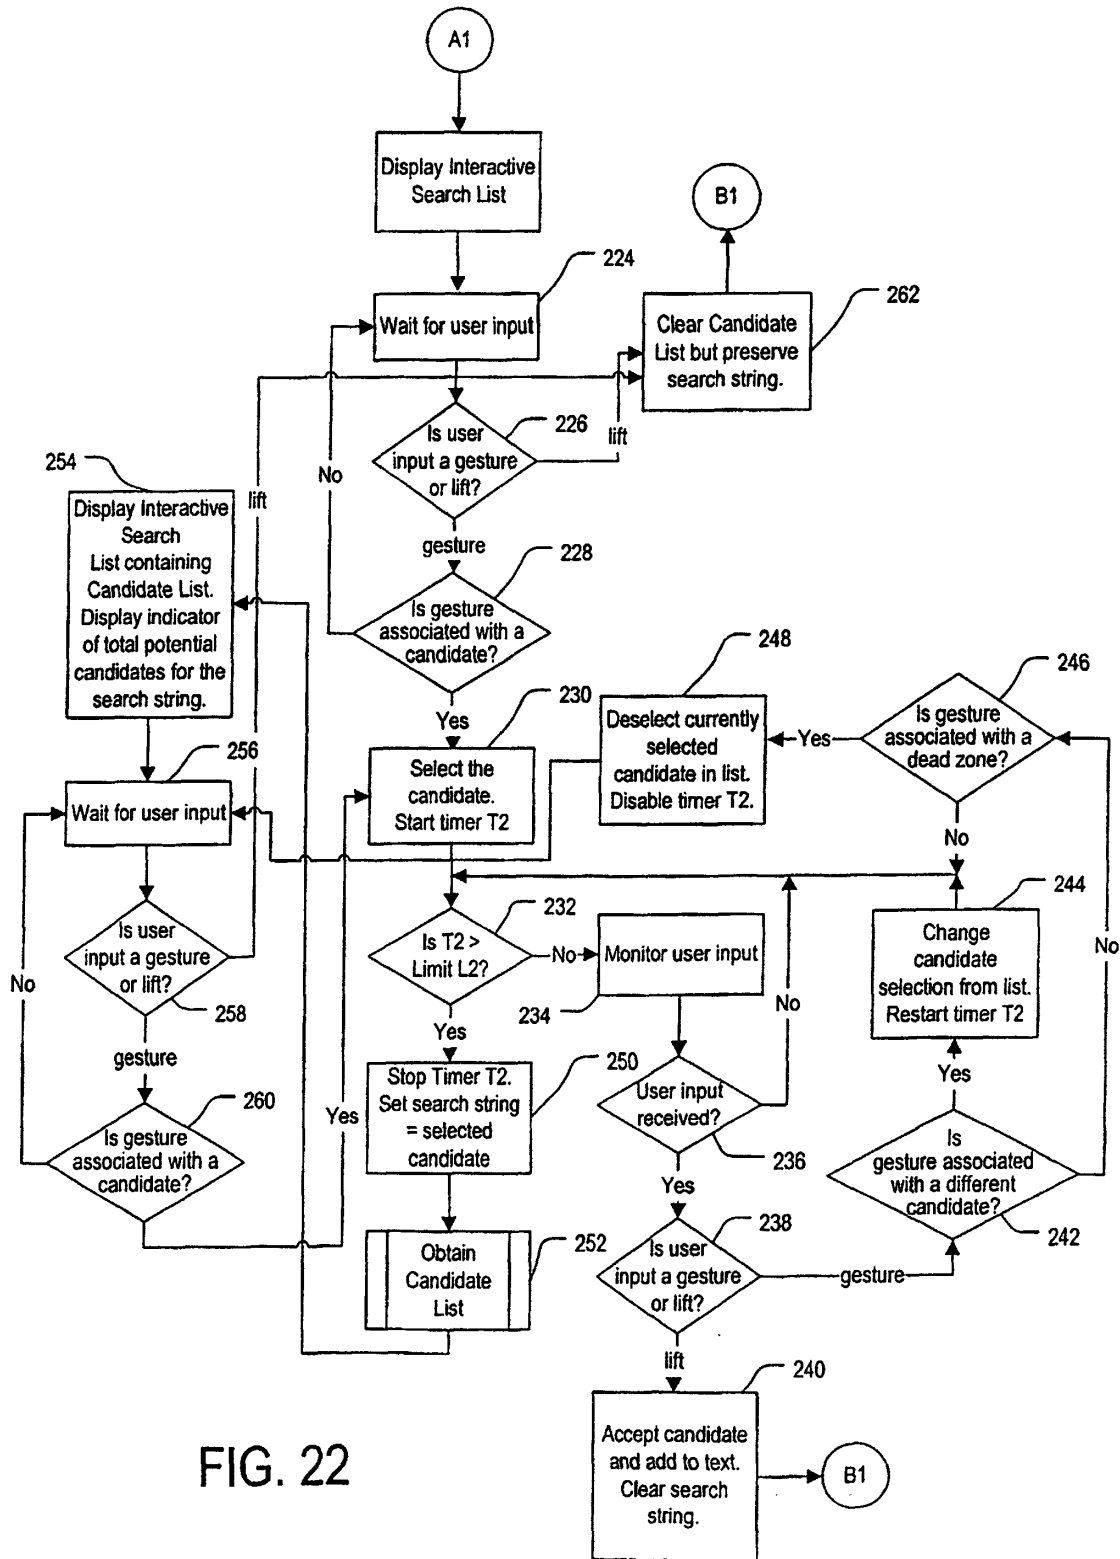 A1
Display Interactive
Search List
B1
224
Wait for user input
262
Clear Candidate
List but preserve
search string.
226
Is user
input a gesture
or lift?
lift
No
lift
254
Display Interactive
Search
List containing
Candidate List.
Display indicator
of total potential
candidates for the
search string.
gesture
228
Is gesture
associated with a
candidate?
Yes
230
Select the
candidate.
Start timer T2
248
Deselect currently
selected
candidate in list.
Disable timer T2.
Yes
246
Is gesture
associated with a
dead zone?
No
256
Wait for user input
258
Is user
input a gesture
or lift?
No
gesture
260
Is gesture
associated with a
candidate?
Yes
232
Is T2 >
Limit L2?
No
Monitor user input
234
No
244
Change
candidate
selection from list.
Restart timer T2
No
Yes
Yes
250
Stop Timer T2.
Set search string
= selected
candidate
User input
received?
236
Is
gesture associated
with a different
candidate?
242
Yes
252
Obtain
Candidate
List
238
Is user
input a gesture
or lift?
gesture
lift
240
Accept candidate
and add to text.
Clear search
string.
B1
FIG. 22